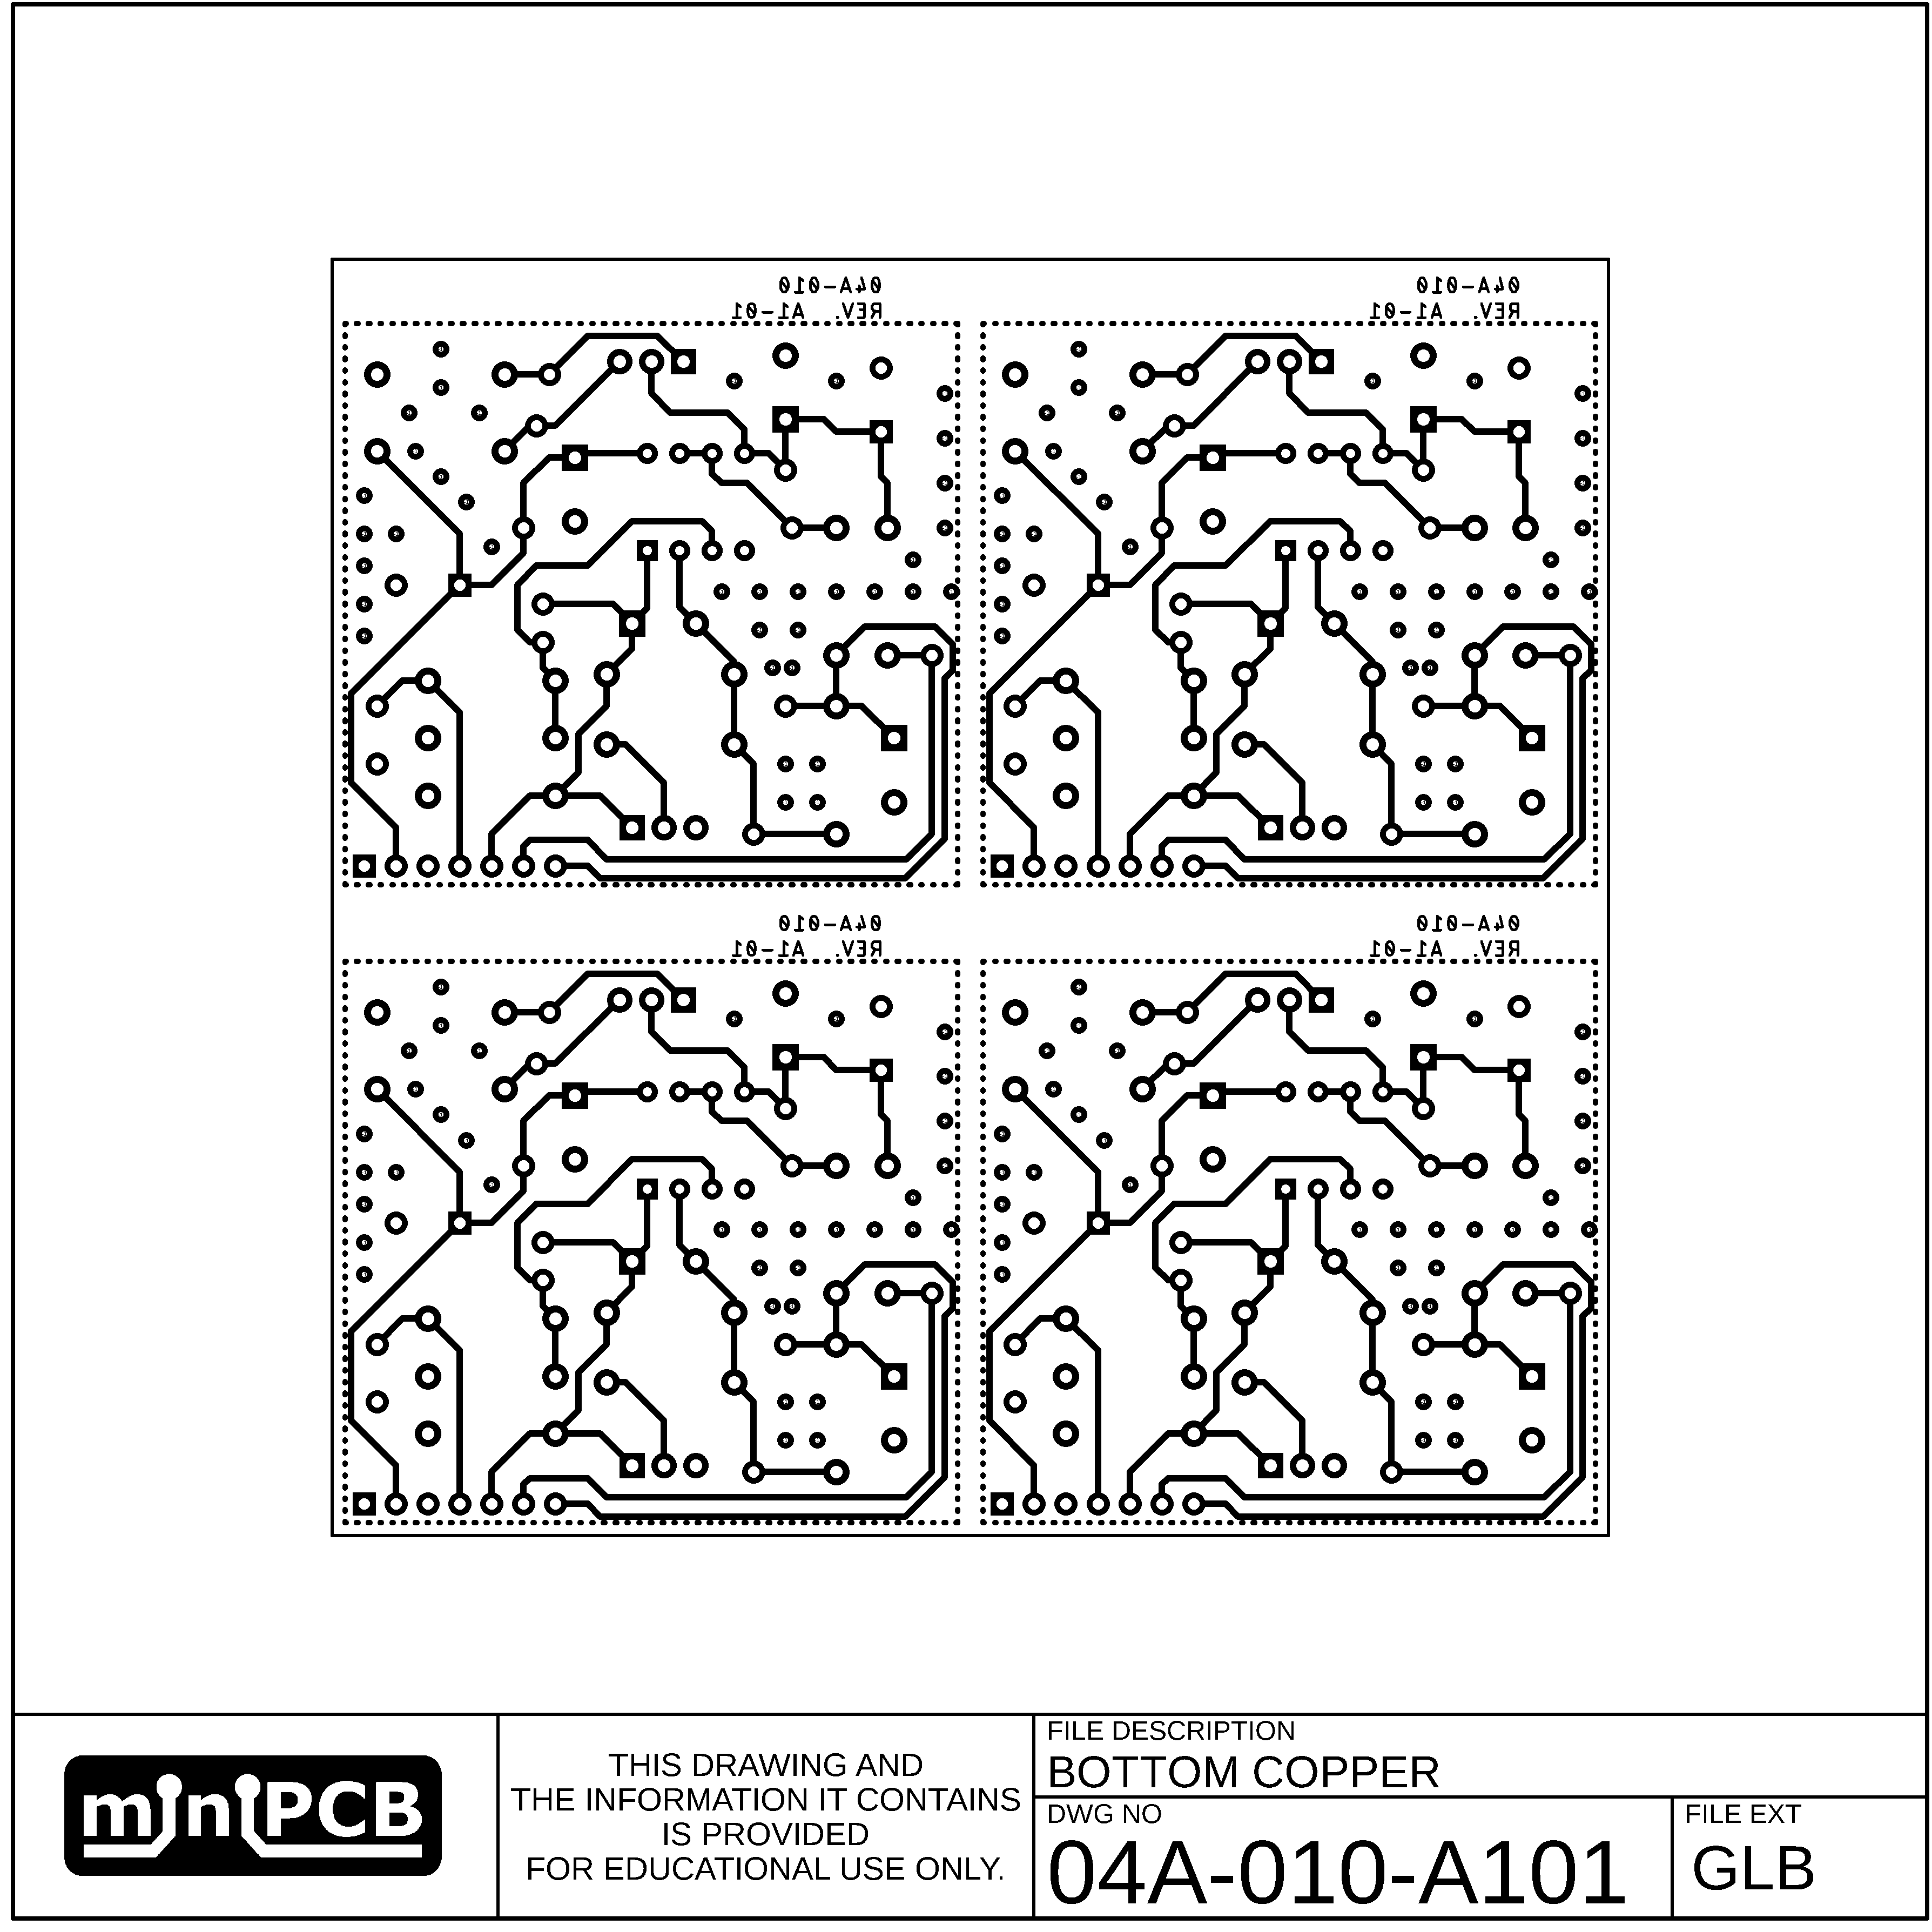 04A-010 04A-010
REV. A1-01 REV. A1-01
04A-010 04A-010
REV. A1-01 REV. A1-01
miniPCB
THIS DRAWING AND
THE INFORMATION IT CONTAINS
IS PROVIDED
FOR EDUCATIONAL USE ONLY.
FILE DESCRIPTION
BOTTOM COPPER
DWG NO
04A-010-A101
FILE EXT
GLB